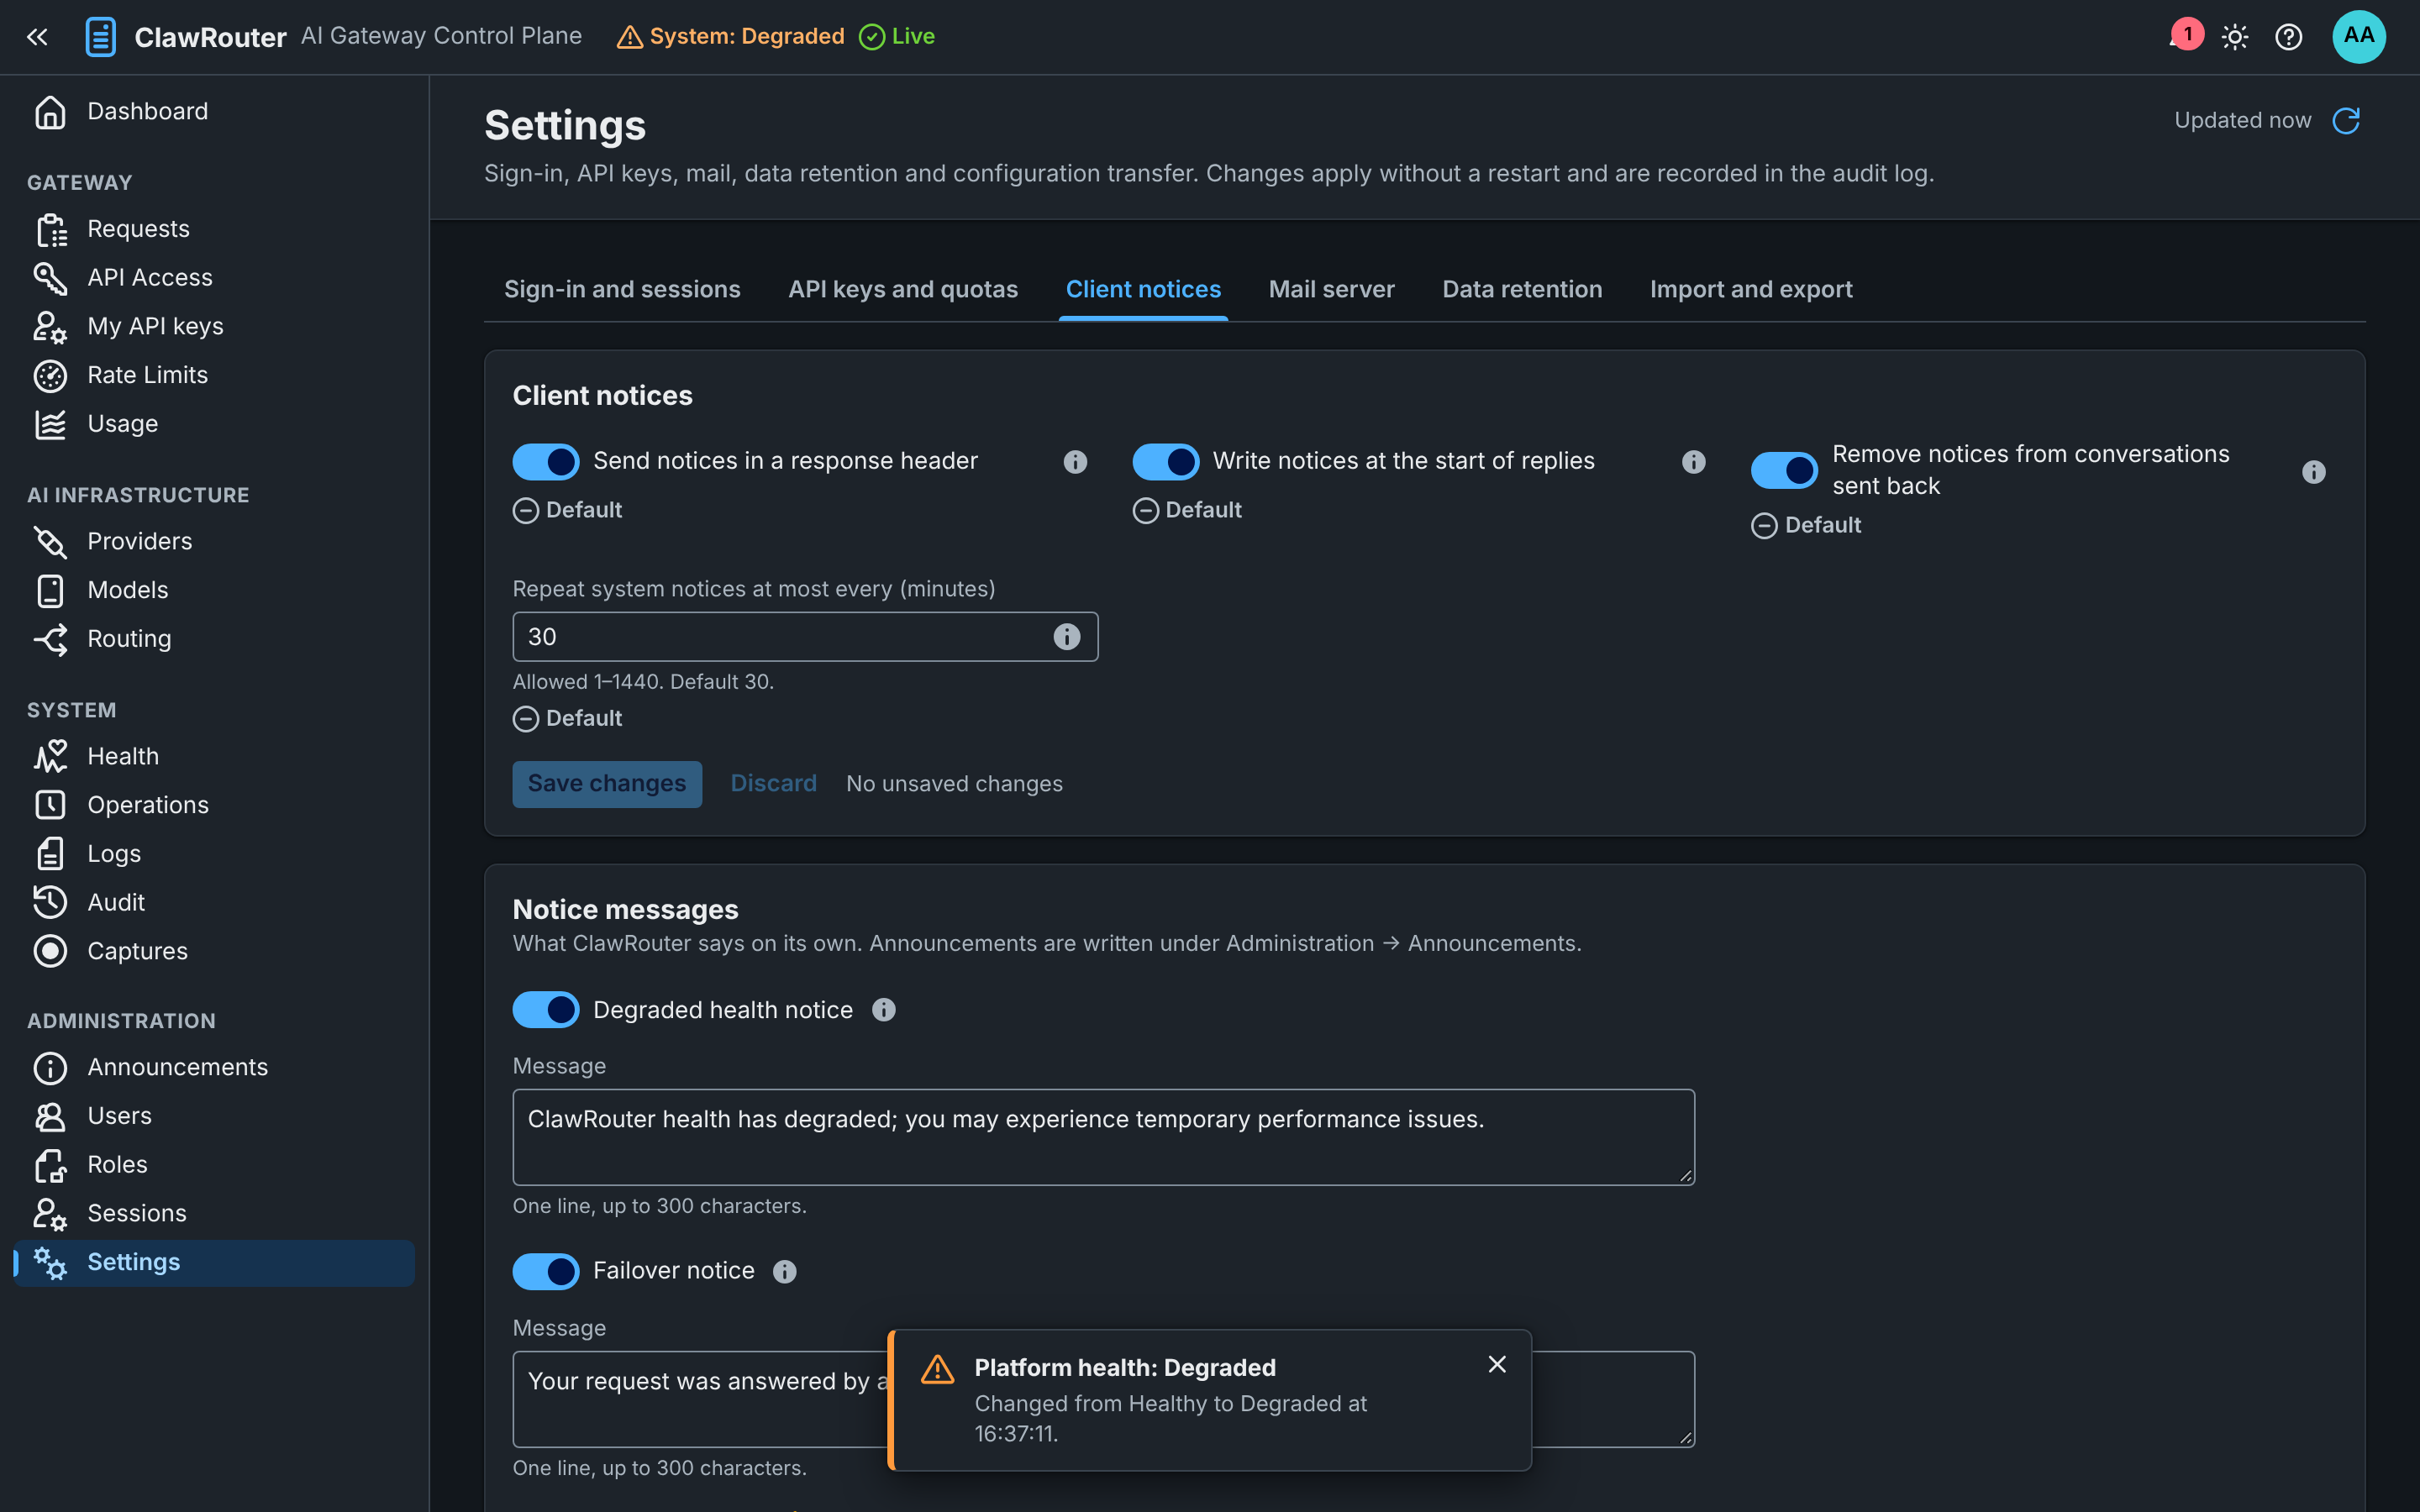 ClawRouter AI Gateway Control Plane System: Degraded Live 1 AA
Dashboard
GATEWAY
Requests
API Access
My API keys
Rate Limits
Usage
AI INFRASTRUCTURE
Providers
Models
Routing
SYSTEM
Health
Operations
Logs
Audit
Captures
ADMINISTRATION
Announcements
Users
Roles
Sessions
Settings
Settings
Updated now
Sign-in, API keys, mail, data retention and configuration transfer. Changes apply without a restart and are recorded in the audit log.
Sign-in and sessions API keys and quotas Client notices Mail server Data retention Import and export
Client notices
Send notices in a response header
Default
Write notices at the start of replies
Default
Remove notices from conversations
sent back
Default
Repeat system notices at most every (minutes)
30
Allowed 1–1440. Default 30.
Default
Save changes Discard No unsaved changes
Notice messages
What ClawRouter says on its own. Announcements are written under Administration → Announcements.
Degraded health notice
Message
ClawRouter health has degraded; you may experience temporary performance issues.
One line, up to 300 characters.
Failover notice
Message
Your request was answered by
One line, up to 300 characters.
Platform health: Degraded
Changed from Healthy to Degraded at
16:37:11.